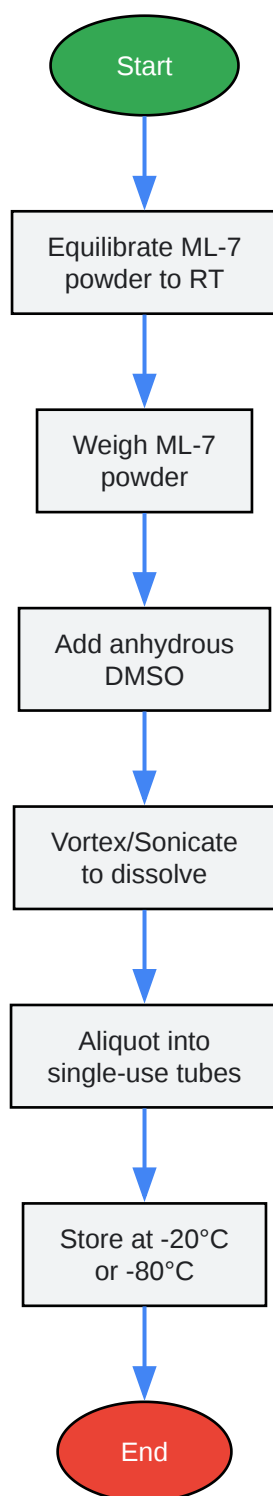 Start
Equilibrate ML-7
powder to RT
Weigh ML-7
powder
Add anhydrous
DMSO
Vortex/Sonicate
to dissolve
Aliquot into
single-use tubes
Store at -20°C
or -80°C
End